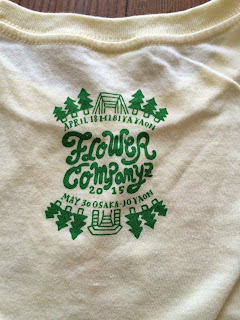 APRIL 18 HIBIYA YAON
FLOWER
COMPANYZ
2015
MAY 30 OSAKA-JO YAON